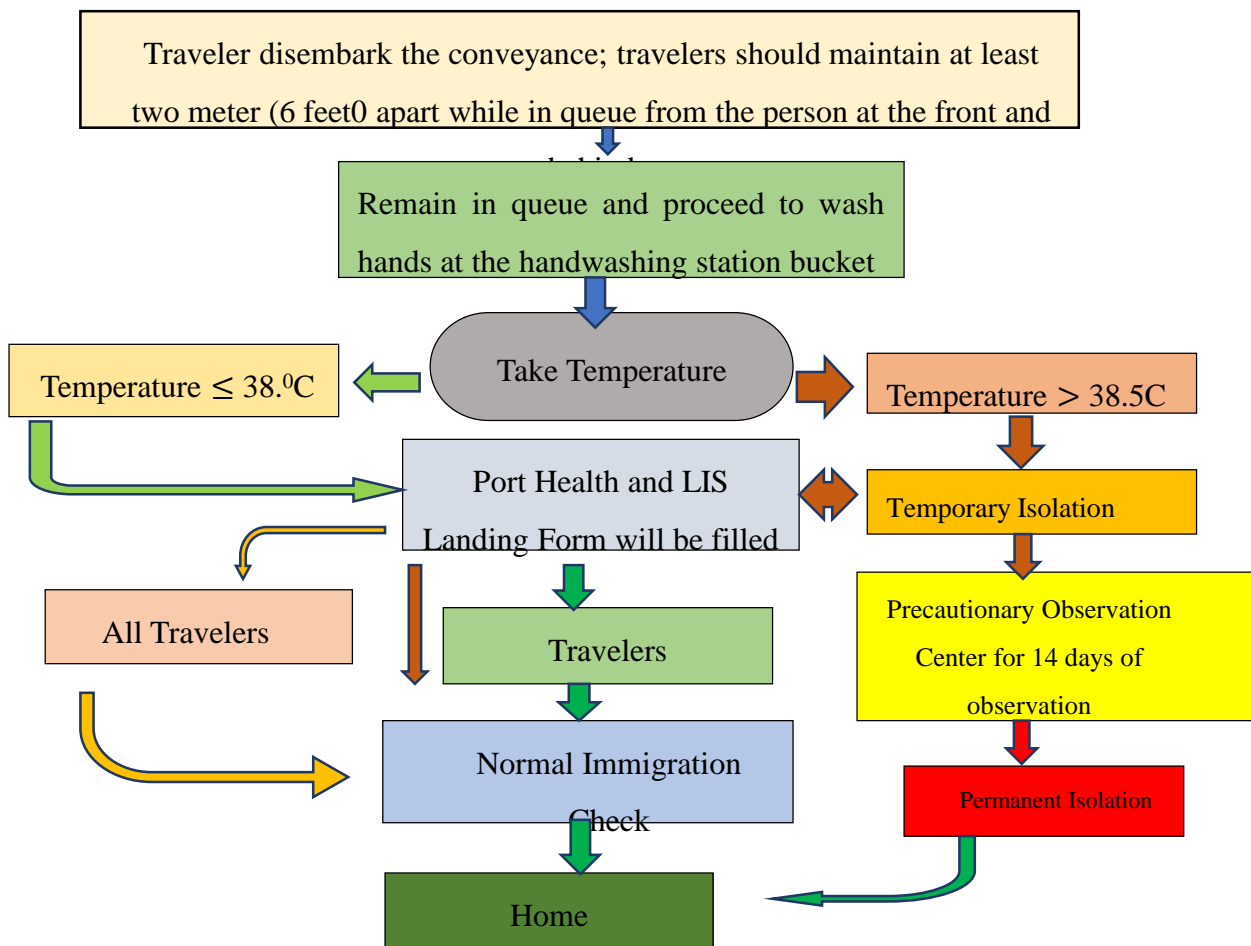 Traveler disembark the conveyance; travelers should maintain at least
two meter (6 feet0 apart while in queue from the person at the front and
Remain in queue and proceed to wash
hands at the handwashing station bucket
Take Temperature
Temperature ≤ 38.⁰C
Temperature > 38.5C
Port Health and LIS
Landing Form will be filled
Temporary Isolation
All Travelers
Travelers
Precautionary Observation
Center for 14 days of
observation
Normal Immigration
Check
Permanent Isolation
Home